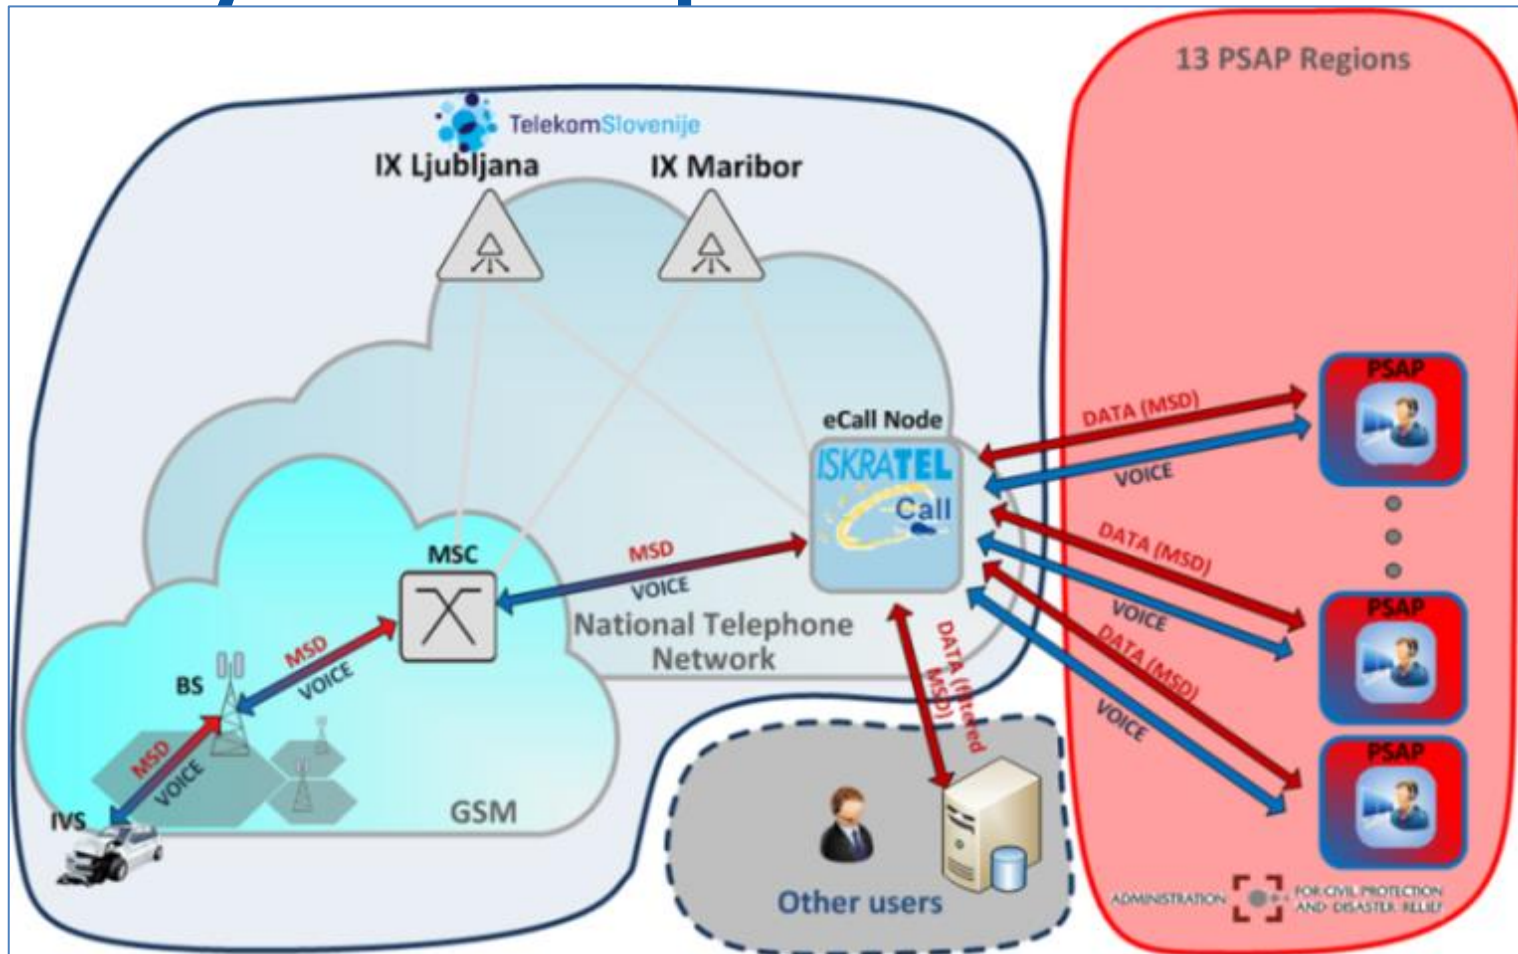 13 PSAP Regions
TelekomSlovenije
IX Ljubljana
IX Maribor
PSAP
DATA (MSD)
VOICE
eCall Node
ISKRATEL
Call
MSC
MSD
VOICE
DATA (MSD)
VOICE
PSAP
National Telephone
Network
DATA (filtered
MSD)
DATA (MSD)
VOICE
BS
MSD
VOICE
PSAP
MSD
VOICE
GSM
IVS
Other users
ADMINISTRATION
FOR CIVIL PROTECTION
AND DISASTER RELIEF